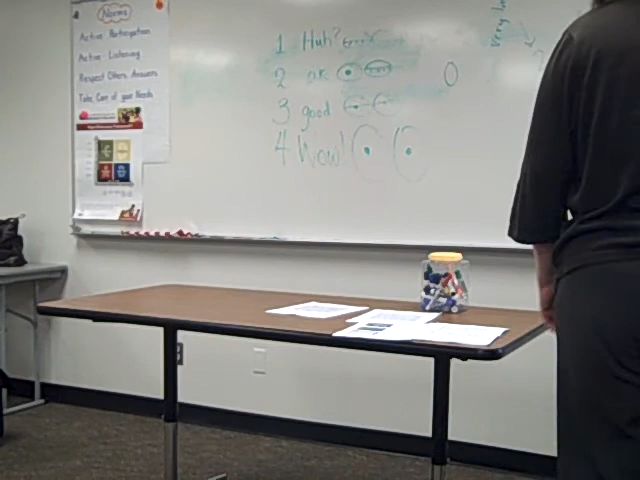 Norms
Active Participation
Active Listening
Respect Others Answers
Take Care of your Needs
1 Huh?
2 ok
0
3 good
4 Wow!